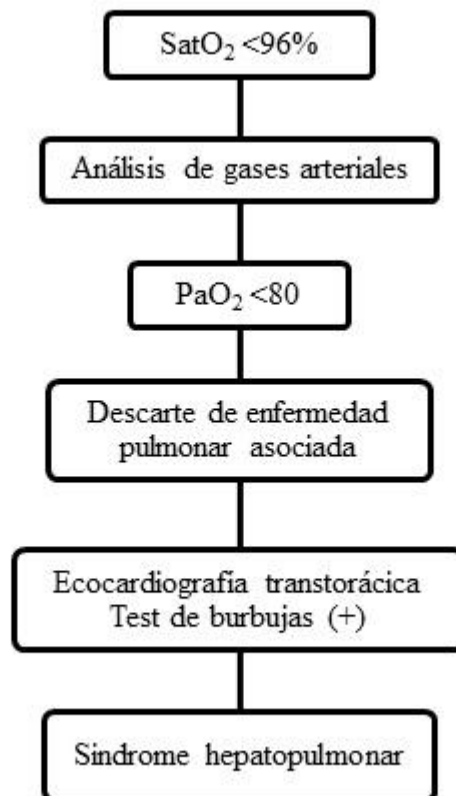 SatO₂ <96%
Análisis de gases arteriales
PaO₂ <80
Descarte de enfermedad
pulmonar asociada
Ecocardiografía transtorácica
Test de burbujas (+)
Sindrome hepatopulmonar